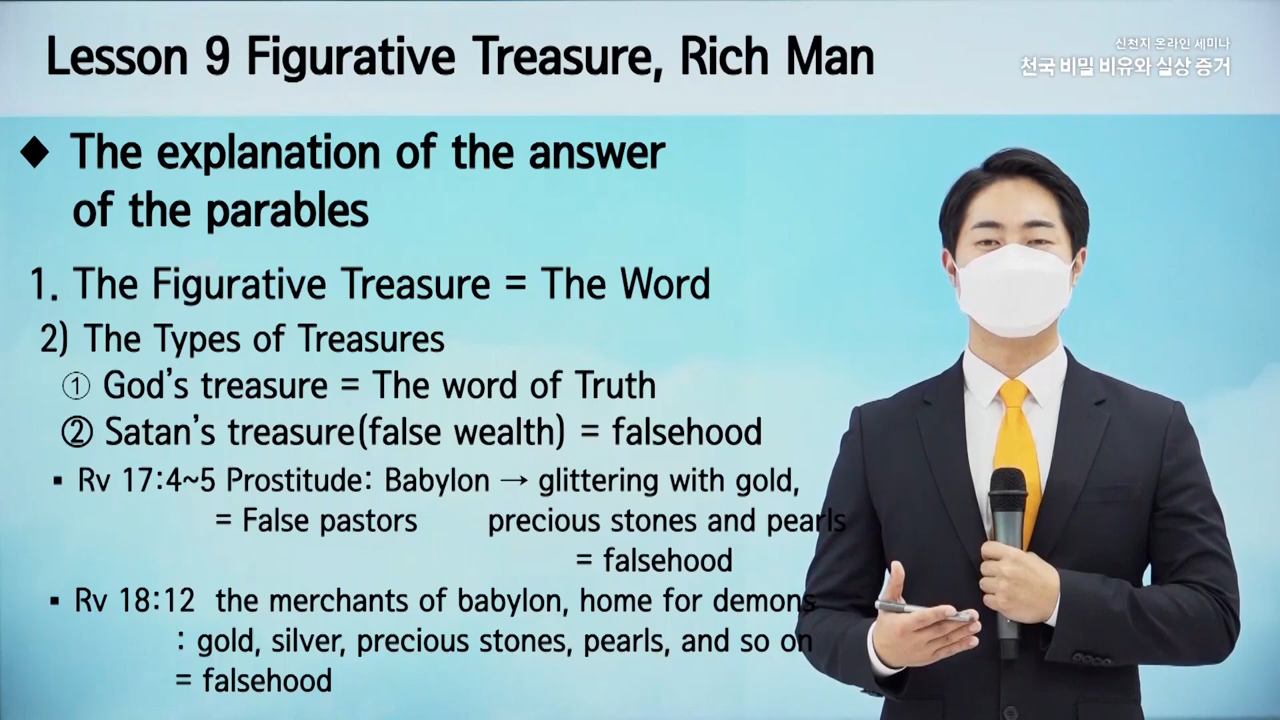 Lesson 9 Figurative Treasure, Rich Man
신천지 온라인 세미나
천국 비밀 비유와 실상 증거
◆ The explanation of the answer
of the parables
1. The Figurative Treasure = The Word
2) The Types of Treasures
① God's treasure = The word of Truth
② Satan's treasure(false wealth) = falsehood
▪ Rv 17:4~5 Prostitude: Babylon → glittering with gold,
= False pastors precious stones and pearls
= falsehood
▪ Rv 18:12 the merchants of babylon, home for demons
: gold, silver, precious stones, pearls, and so on
= falsehood